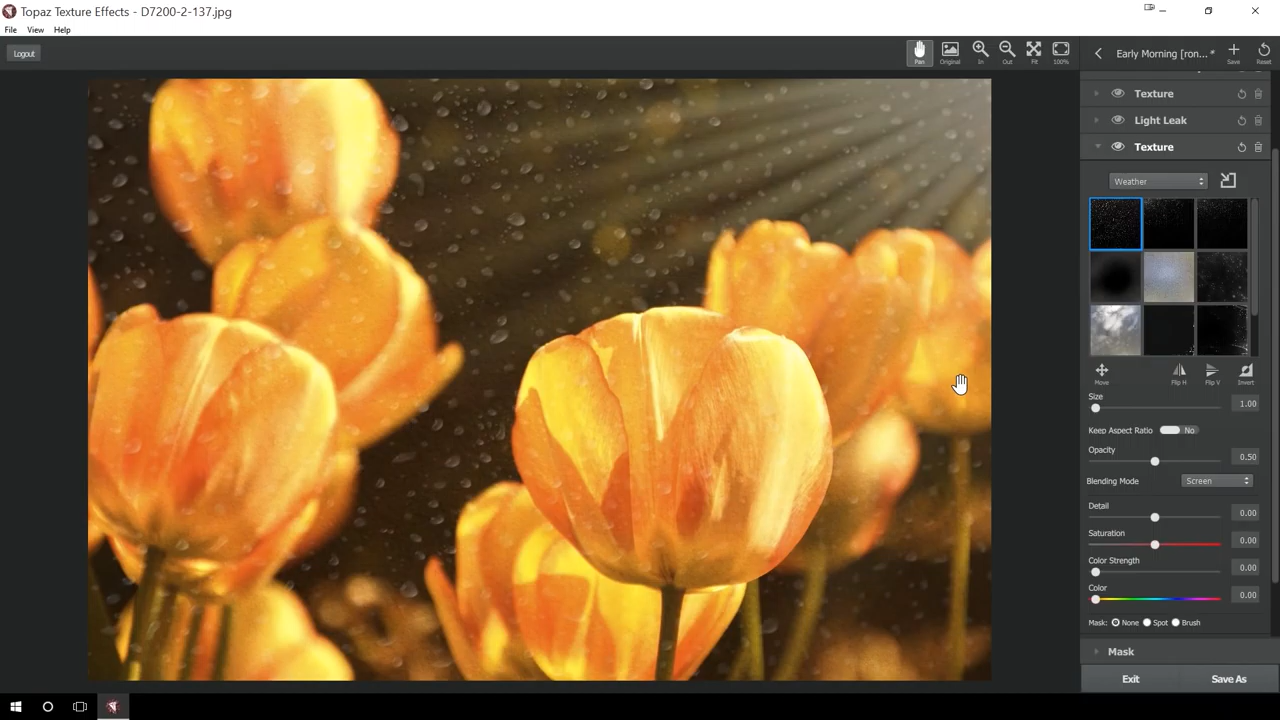 Topaz Texture Effects - D7200-2-137.jpg
File View Help
Logout
Pan Original In Out Fit 100%
Early Morning [ron... * Save Reset
Texture
Light Leak
Texture
Weather
Move Flip H Flip V Invert
Size
1.00
Keep Aspect Ratio No
Opacity
0.50
Blending Mode Screen
Detail
0.00
Saturation
0.00
Color Strength
0.00
Color
0.00
Mask: None Spot Brush
Mask
Exit Save As